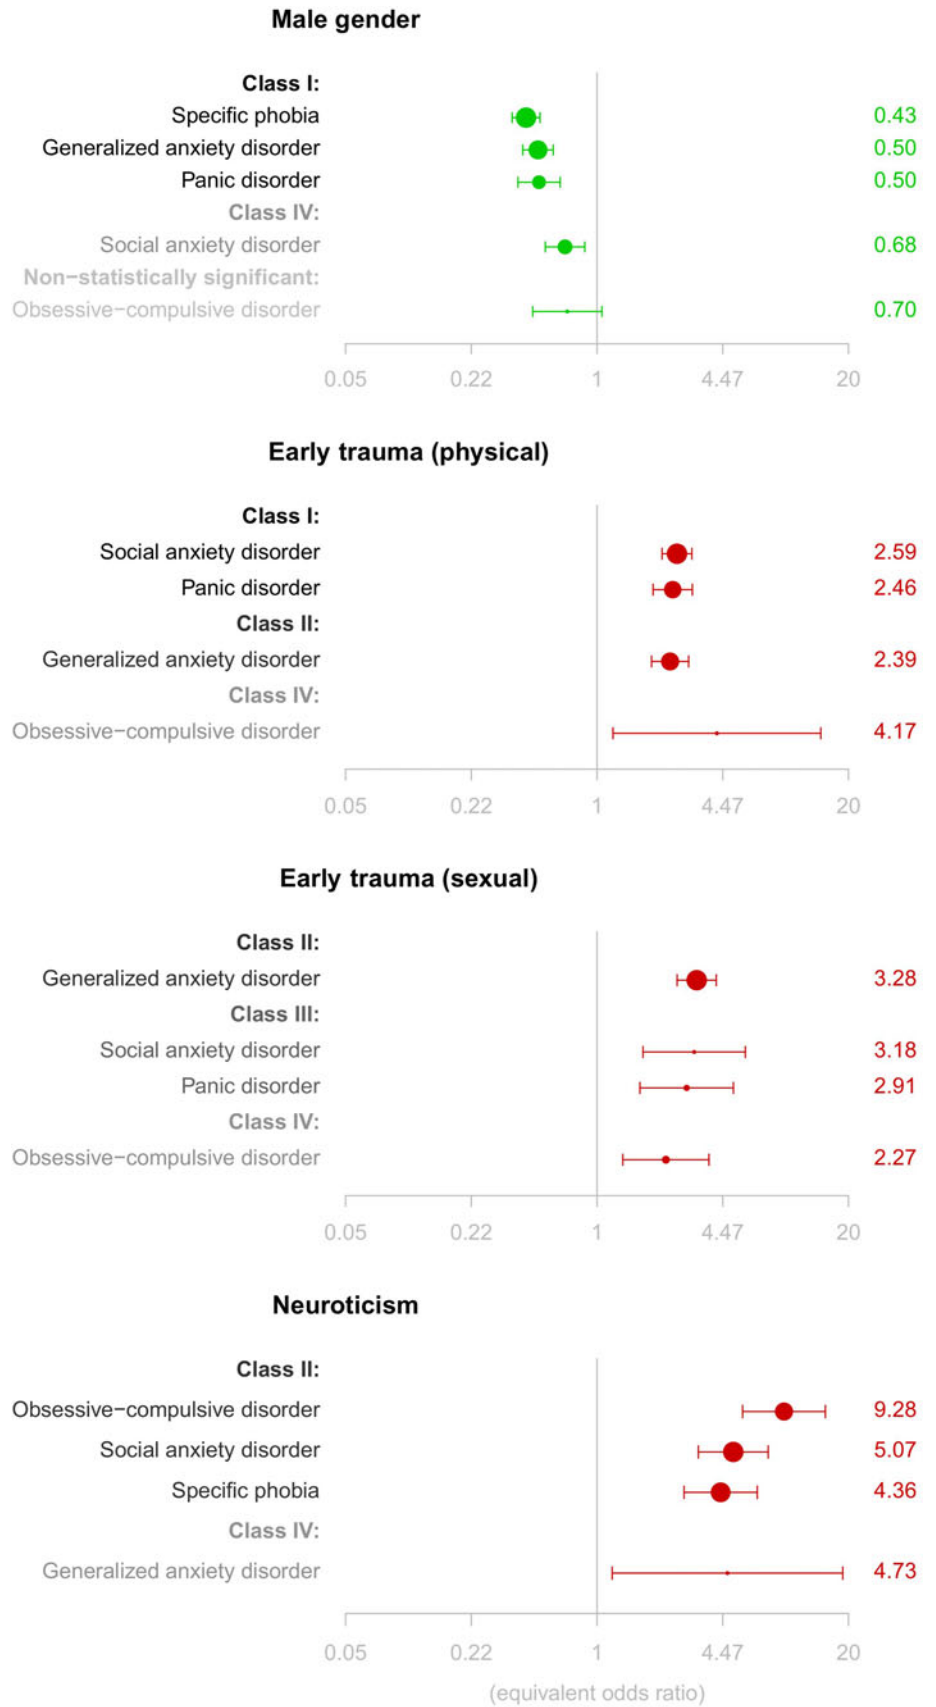 Male gender
Class I:
Specific phobia 0.43
Generalized anxiety disorder 0.50
Panic disorder 0.50
Class IV:
Social anxiety disorder 0.68
Non−statistically significant:
Obsessive−compulsive disorder 0.70
0.05 0.22 1 4.47 20
Early trauma (physical)
Class I:
Social anxiety disorder 2.59
Panic disorder 2.46
Class II:
Generalized anxiety disorder 2.39
Class IV:
Obsessive−compulsive disorder 4.17
0.05 0.22 1 4.47 20
Early trauma (sexual)
Class II:
Generalized anxiety disorder 3.28
Class III:
Social anxiety disorder 3.18
Panic disorder 2.91
Class IV:
Obsessive−compulsive disorder 2.27
0.05 0.22 1 4.47 20
Neuroticism
Class II:
Obsessive−compulsive disorder 9.28
Social anxiety disorder 5.07
Specific phobia 4.36
Class IV:
Generalized anxiety disorder 4.73
0.05 0.22 1 4.47 20
(equivalent odds ratio)